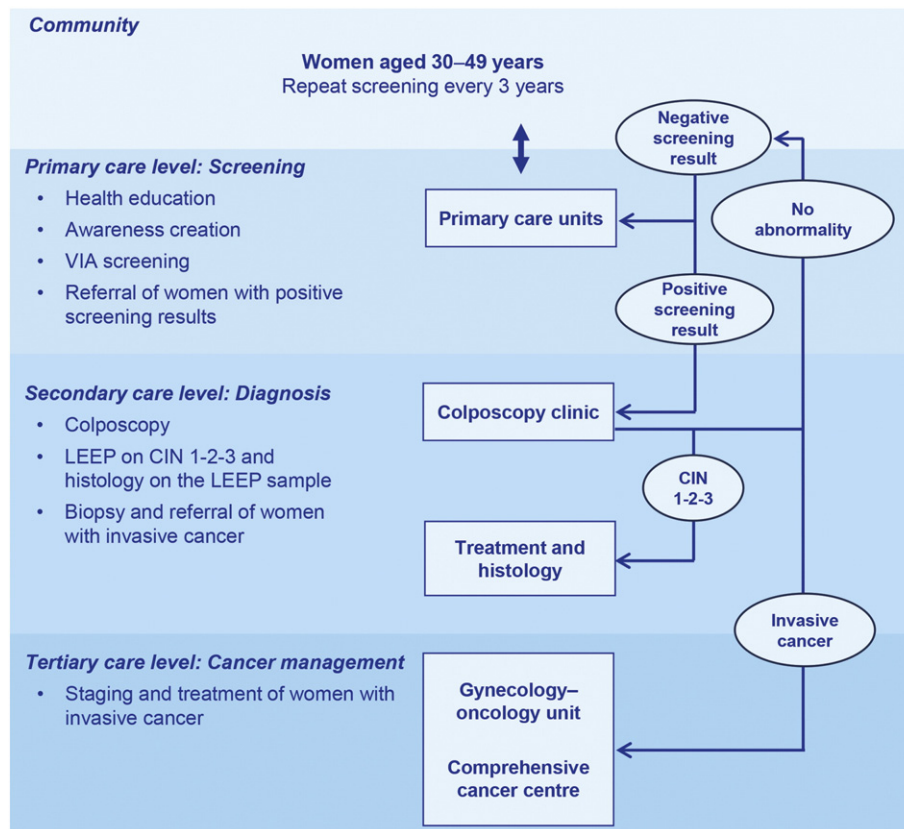 Community
Women aged 30–49 years
Repeat screening every 3 years
Negative
screening
result
Primary care level: Screening
• Health education
• Awareness creation
• VIA screening
• Referral of women with positive
screening results
Primary care units
No
abnormality
Positive
screening
result
Secondary care level: Diagnosis
• Colposcopy
• LEEP on CIN 1-2-3 and
histology on the LEEP sample
• Biopsy and referral of women
with invasive cancer
Colposcopy clinic
CIN
1-2-3
Treatment and
histology
Invasive
cancer
Tertiary care level: Cancer management
• Staging and treatment of women with
invasive cancer
Gynecology–
oncology unit
Comprehensive
cancer centre